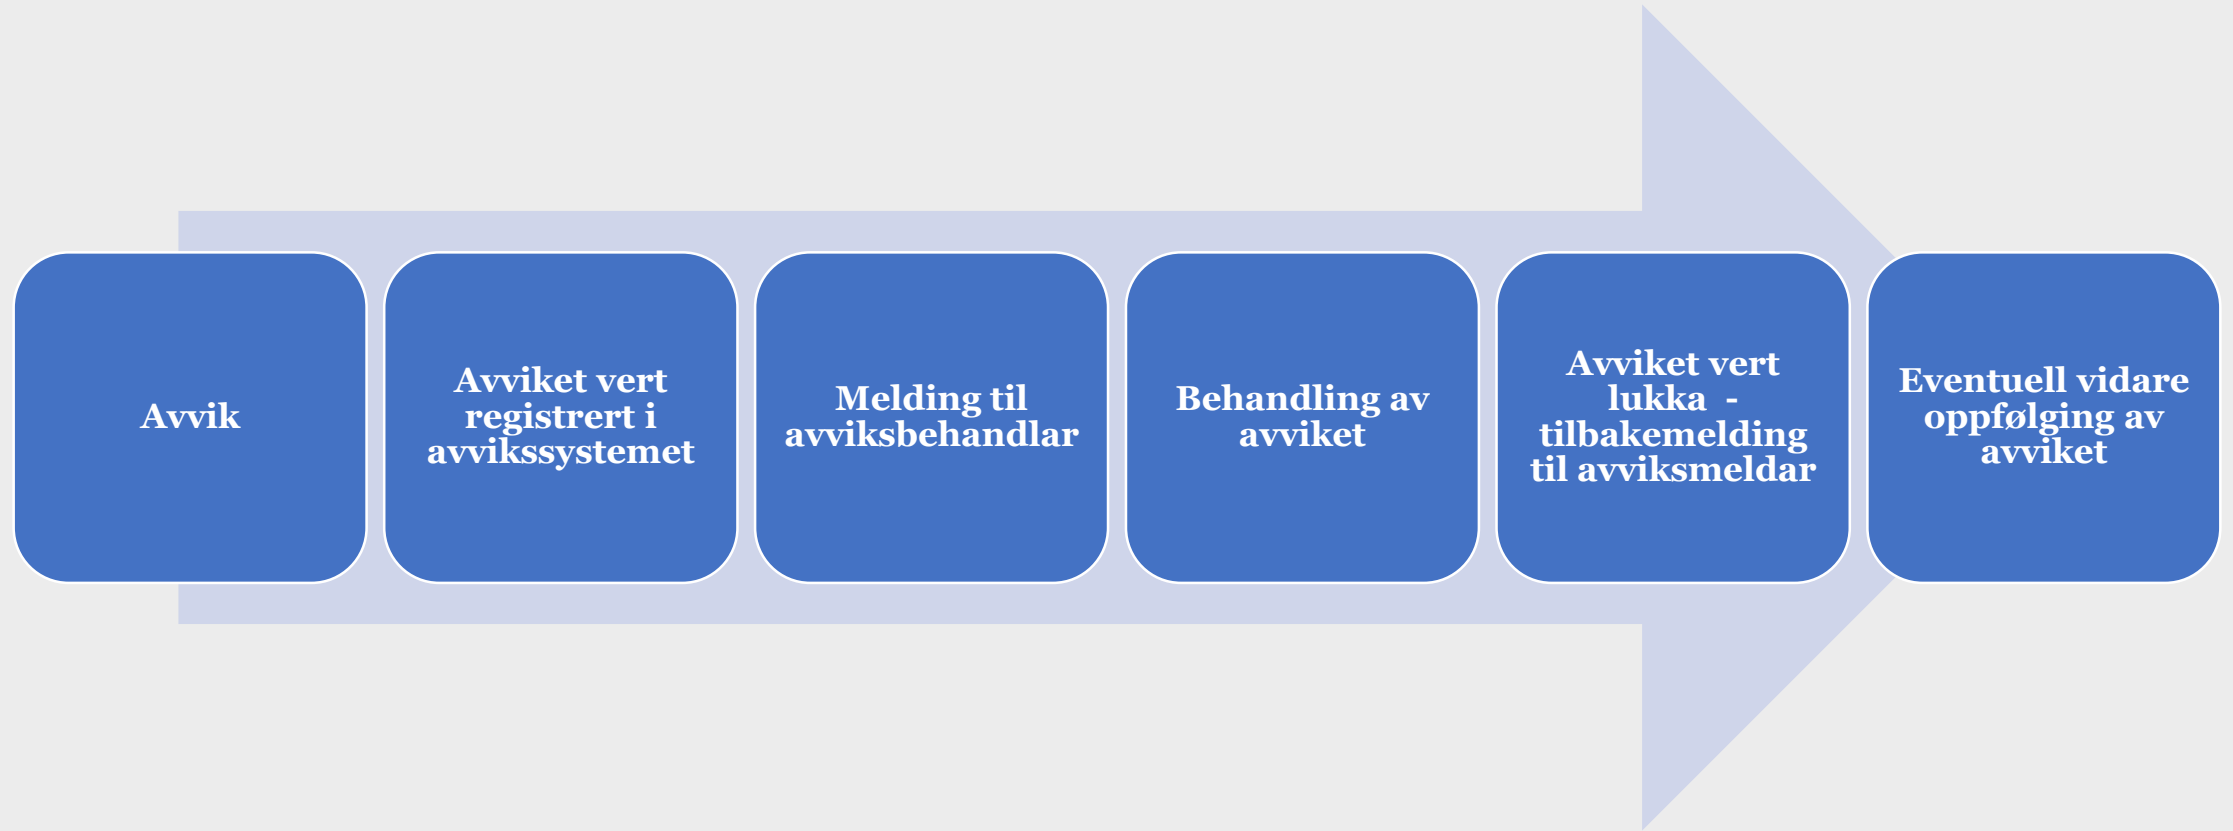 Avvik
Avviket vert
registrert i
avvikssystemet
Melding til
avviksbehandlar
Behandling av
avviket
Avviket vert
lukka -
tilbakemelding
til avviksmeldar
Eventuell vidare
oppfølging av
avviket